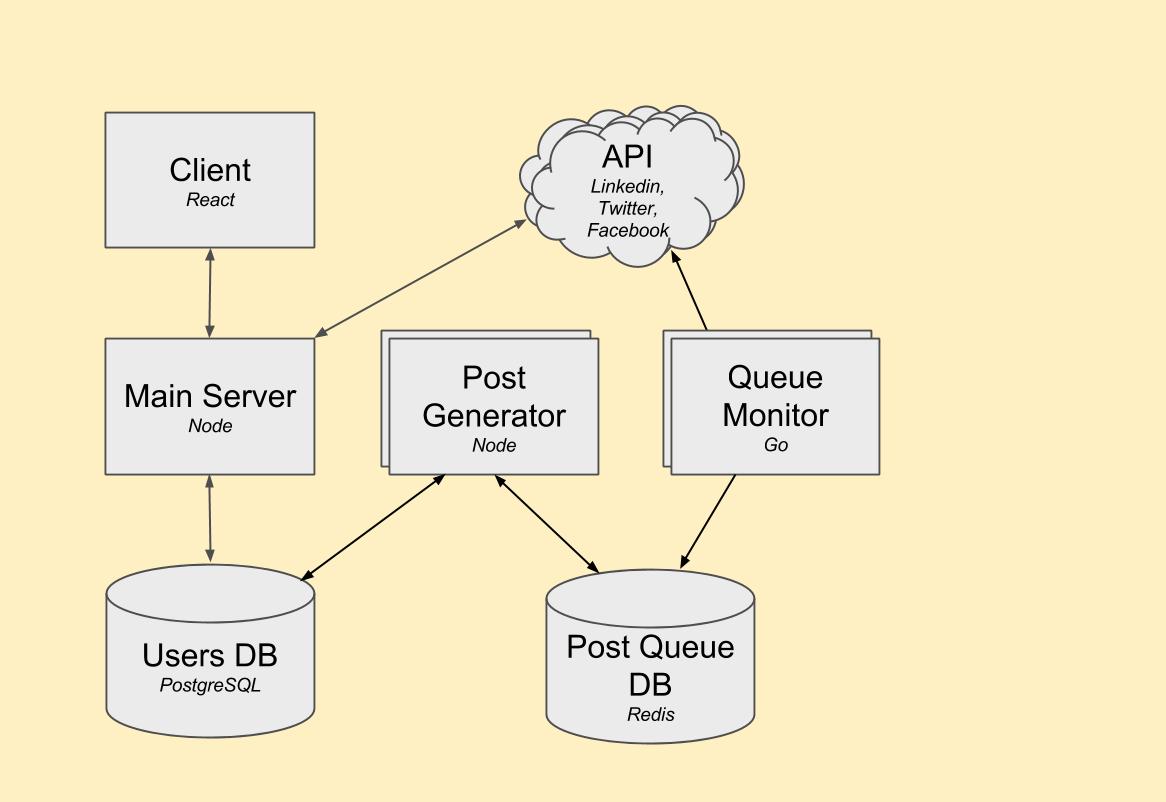 Client
React
API
Linkedin,
Twitter,
Facebook
Main Server
Node
Post
Generator
Node
Queue
Monitor
Go
Users DB
PostgreSQL
Post Queue
DB
Redis